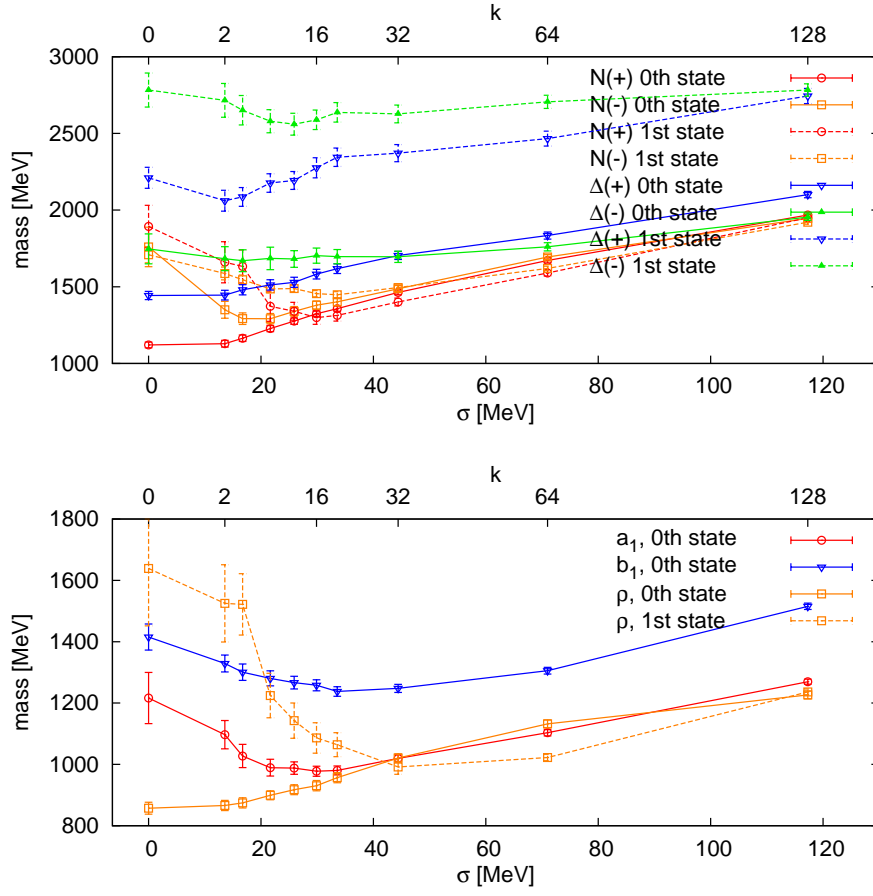 k
0 2 16 32 64 128
3000
2500
2000
1500
1000
mass [MeV]
N(+) 0th state
N(-) 0th state
N(+) 1st state
N(-) 1st state
Δ(+) 0th state
Δ(-) 0th state
Δ(+) 1st state
Δ(-) 1st state
0 20 40 60 80 100 120
σ [MeV]
k
0 2 16 32 64 128
1800
1600
1400
1200
1000
800
mass [MeV]
a₁, 0th state
b₁, 0th state
ρ, 0th state
ρ, 1st state
0 20 40 60 80 100 120
σ [MeV]